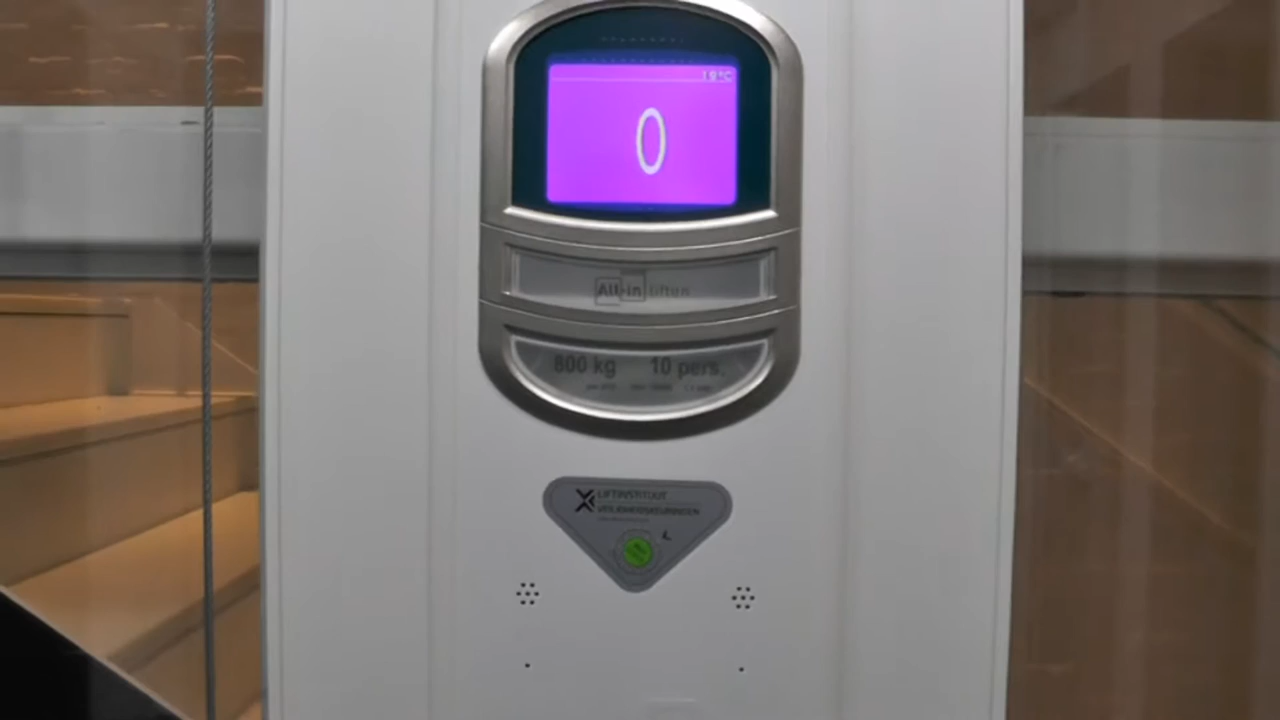 19°C
0
All-in liften
800 kg 10 pers.
LIFTINSTITUUT
VEILIGHEIDSKEURINGEN